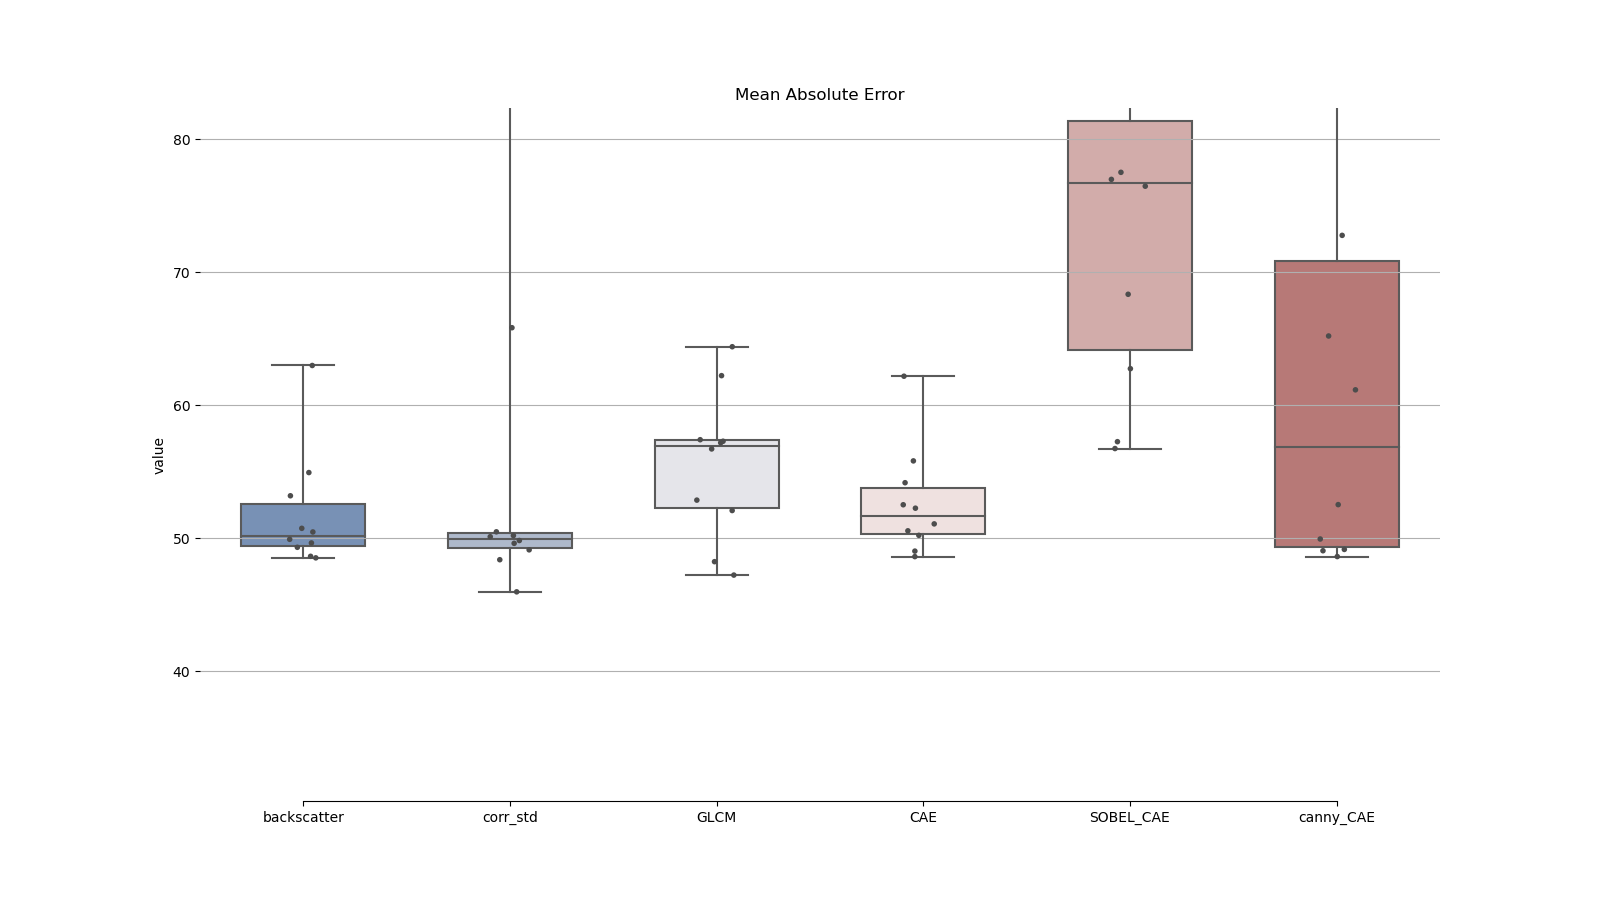 Mean Absolute Error
80
70
60
50
40
value
backscatter
corr_std
GLCM
CAE
SOBEL_CAE
canny_CAE